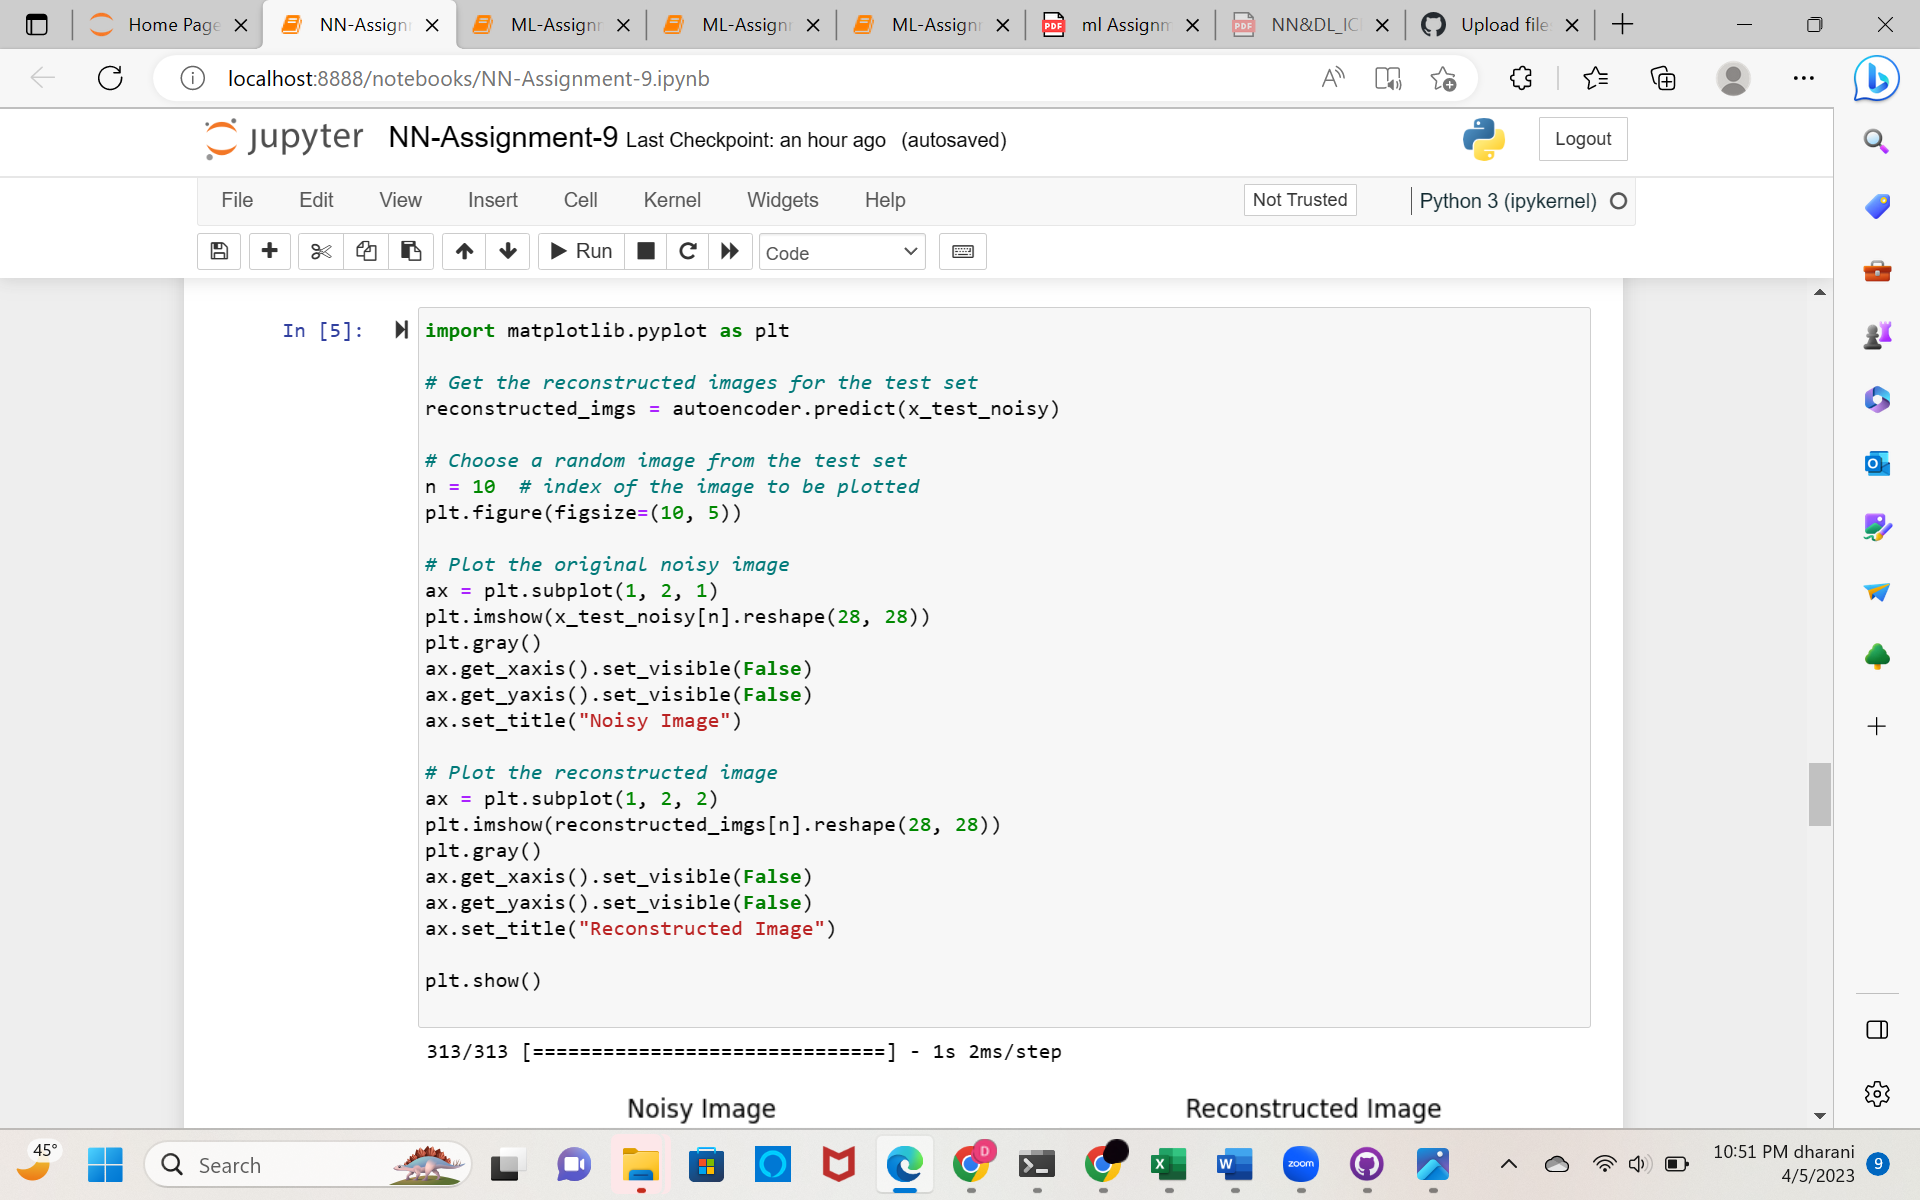 Home Page
NN-Assignm
ML-Assignm
ML-Assignm
ML-Assignm
ml Assignm
NN&DL_IC
Upload file
localhost:8888/notebooks/NN-Assignment-9.ipynb
jupyter NN-Assignment-9 Last Checkpoint: an hour ago (autosaved)
Logout
File Edit View Insert Cell Kernel Widgets Help
Not Trusted
Python 3 (ipykernel)
Run
Code
In [5]:
import matplotlib.pyplot as plt
# Get the reconstructed images for the test set
reconstructed_imgs = autoencoder.predict(x_test_noisy)
# Choose a random image from the test set
n = 10  # index of the image to be plotted
plt.figure(figsize=(10, 5))
# Plot the original noisy image
ax = plt.subplot(1, 2, 1)
plt.imshow(x_test_noisy[n].reshape(28, 28))
plt.gray()
ax.get_xaxis().set_visible(False)
ax.get_yaxis().set_visible(False)
ax.set_title("Noisy Image")
# Plot the reconstructed image
ax = plt.subplot(1, 2, 2)
plt.imshow(reconstructed_imgs[n].reshape(28, 28))
plt.gray()
ax.get_xaxis().set_visible(False)
ax.get_yaxis().set_visible(False)
ax.set_title("Reconstructed Image")
plt.show()
313/313 [==============================] - 1s 2ms/step
Noisy Image
Reconstructed Image
45°
Search
D
zoom
10:51 PM dharani
4/5/2023
9